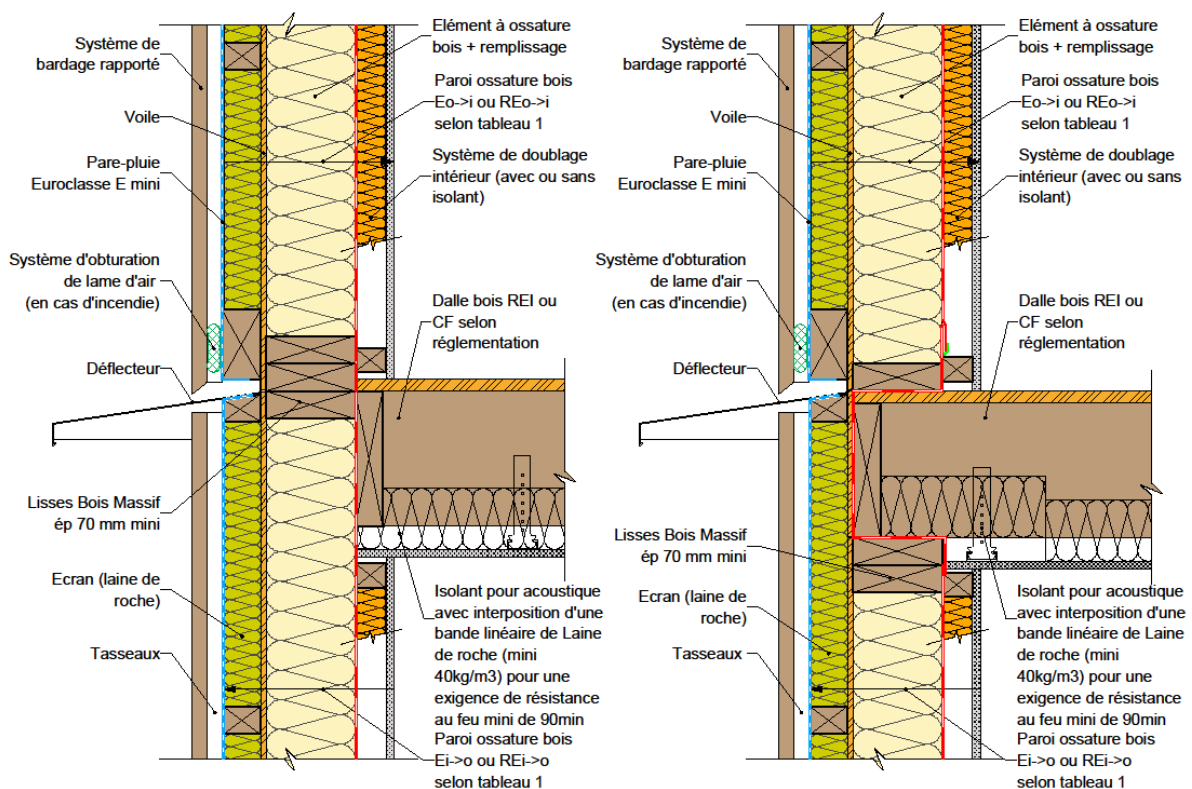 Système de
bardage rapporté
Voile
Pare-pluie
Euroclasse E mini
Système d'obturation
de lame d'air
(en cas d'incendie)
Déflecteur
Lisses Bois Massif
ép 70 mm mini
Ecran (laine de
roche)
Tasseaux
Elément à ossature
bois + remplissage
Paroi ossature bois
Eo->i ou REo->i
selon tableau 1
Système de doublage
intérieur (avec ou sans
isolant)
Dalle bois REI ou
CF selon
réglementation
Isolant pour acoustique
avec interposition d'une
bande linéaire de Laine
de roche (mini
40kg/m3) pour une
exigence de résistance
au feu mini de 90min
Paroi ossature bois
Ei->o ou REi->o
selon tableau 1
Système de
bardage rapporté
Voile
Pare-pluie
Euroclasse E mini
Système d'obturation
de lame d'air
(en cas d'incendie)
Déflecteur
Lisses Bois Massif
ép 70 mm mini
Ecran (laine de
roche)
Tasseaux
Elément à ossature
bois + remplissage
Paroi ossature bois
Eo->i ou REo->i
selon tableau 1
Système de doublage
intérieur (avec ou sans
isolant)
Dalle bois REI ou
CF selon
réglementation
Isolant pour acoustique
avec interposition d'une
bande linéaire de Laine
de roche (mini
40kg/m3) pour une
exigence de résistance
au feu mini de 90min
Paroi ossature bois
Ei->o ou REi->o
selon tableau 1